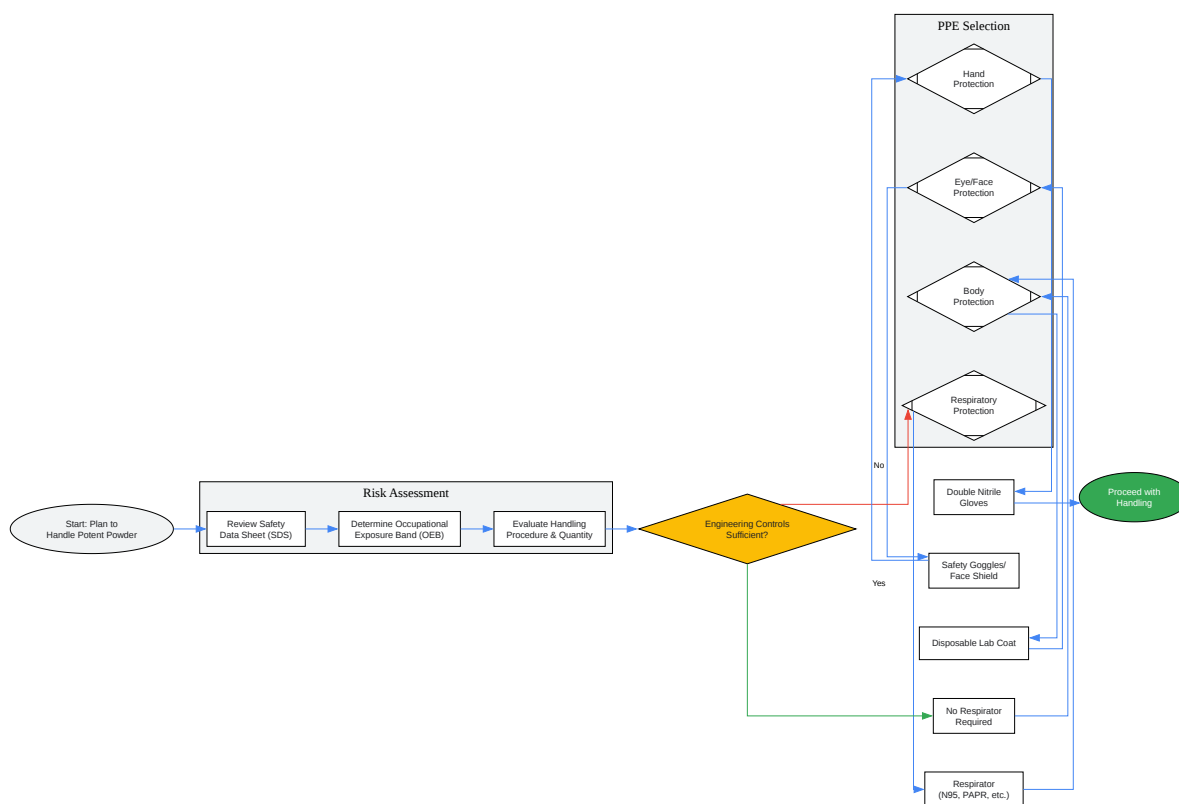 PPE Selection
Hand
Protection
Eye/Face
Protection
Body
Protection
Respiratory
Protection
No
Risk Assessment
Start: Plan to
Handle Potent Powder
Review Safety
Data Sheet (SDS)
Determine Occupational
Exposure Band (OEB)
Evaluate Handling
Procedure & Quantity
Engineering Controls
Sufficient?
Double Nitrile
Gloves
Proceed with
Handling
Yes
Safety Goggles/
Face Shield
Disposable Lab Coat
No Respirator
Required
Respirator
(N95, PAPR, etc.)